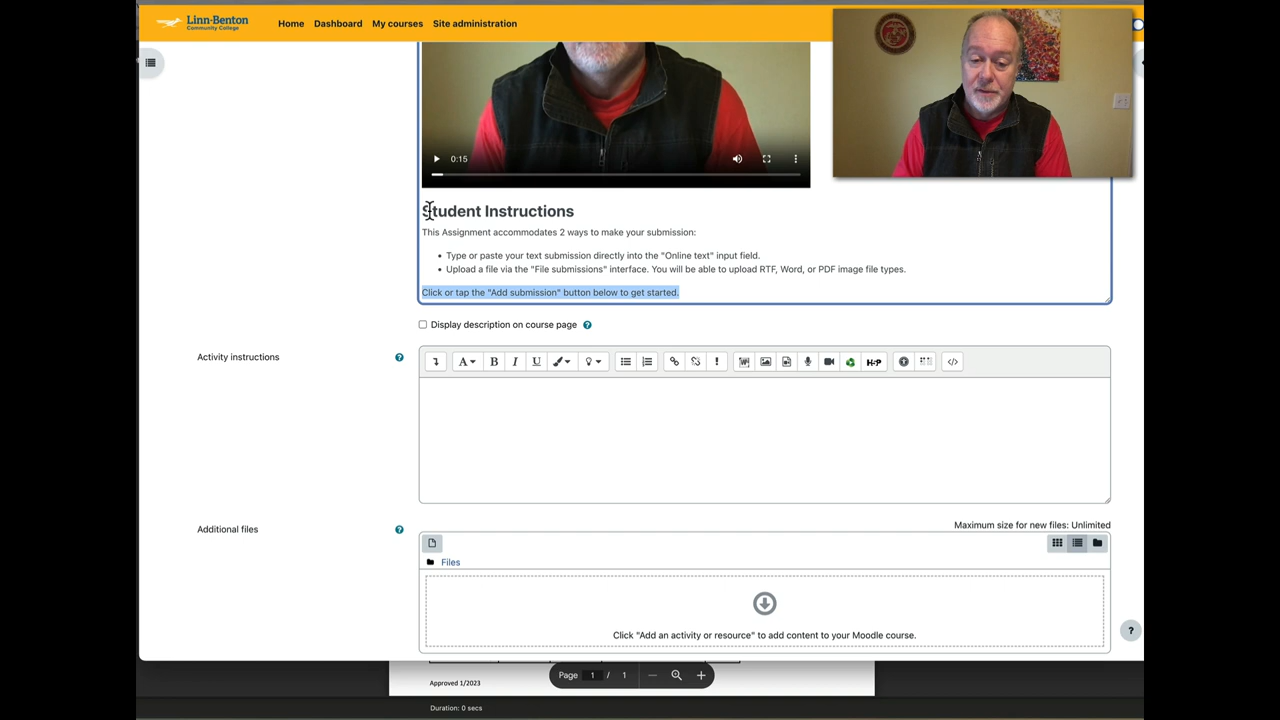 Linn-Benton
Community College
Home Dashboard My courses Site administration
0:15
Student Instructions
This Assignment accommodates 2 ways to make your submission:
• Type or paste your text submission directly into the "Online text" input field.
• Upload a file via the "File submissions" interface. You will be able to upload RTF, Word, or PDF image file types.
Click or tap the "Add submission" button below to get started.
Display description on course page ?
Activity instructions ?
A B I U ! H-P </>
Additional files ?
Maximum size for new files: Unlimited
Files
Click "Add an activity or resource" to add content to your Moodle course.
?
Page 1 / 1 — +
Approved 1/2023
Duration: 0 secs